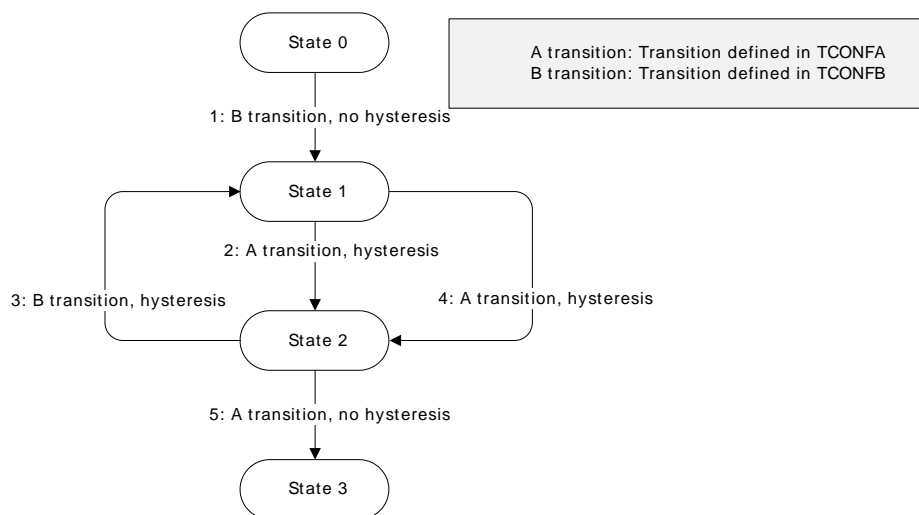 State 0
A transition: Transition defined in TCONFA
B transition: Transition defined in TCONFB
1: B transition, no hysteresis
State 1
2: A transition, hysteresis
3: B transition, hysteresis
4: A transition, hysteresis
State 2
5: A transition, no hysteresis
State 3